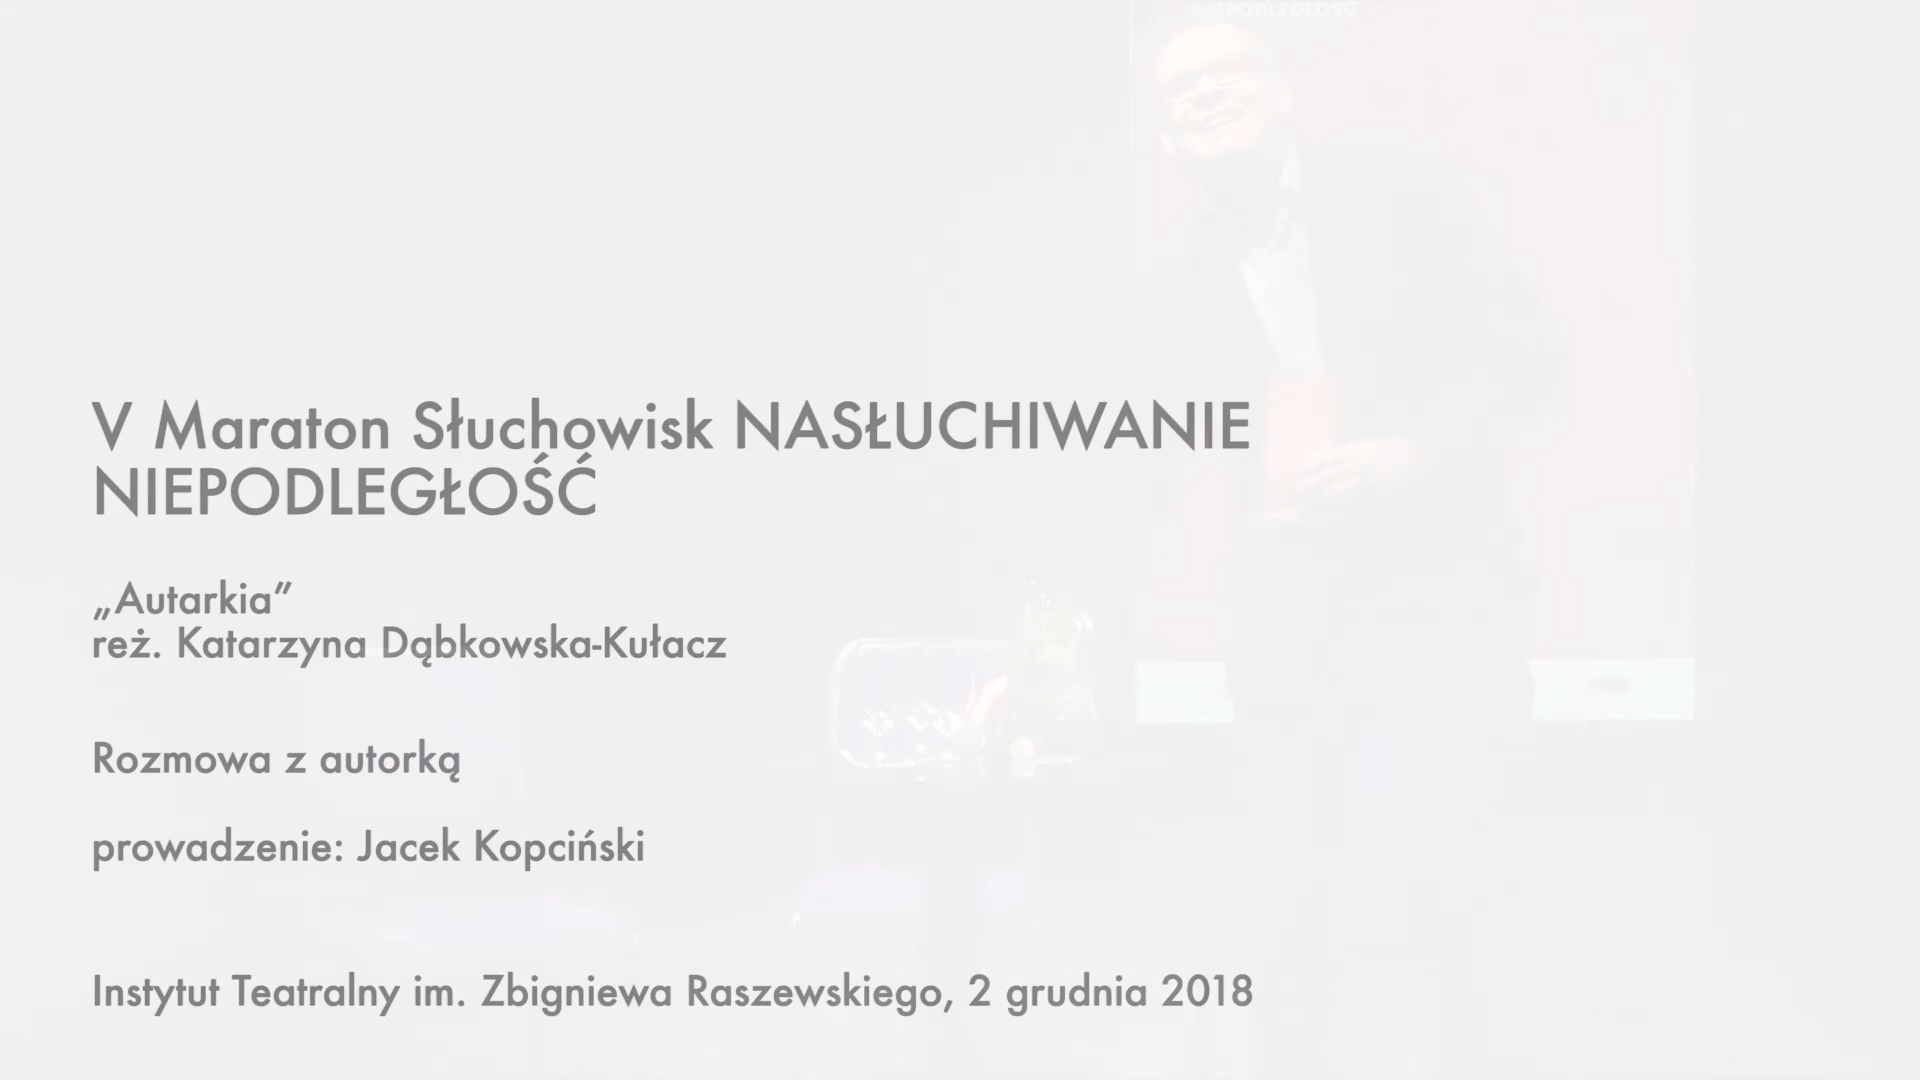 NIEPODLEGŁOŚĆ
V Maraton Słuchowisk NASŁUCHIWANIE
NIEPODLEGŁOŚĆ
„Autarkia”
reż. Katarzyna Dąbkowska-Kułacz
Rozmowa z autorką
prowadzenie: Jacek Kopciński
Instytut Teatralny im. Zbigniewa Raszewskiego, 2 grudnia 2018